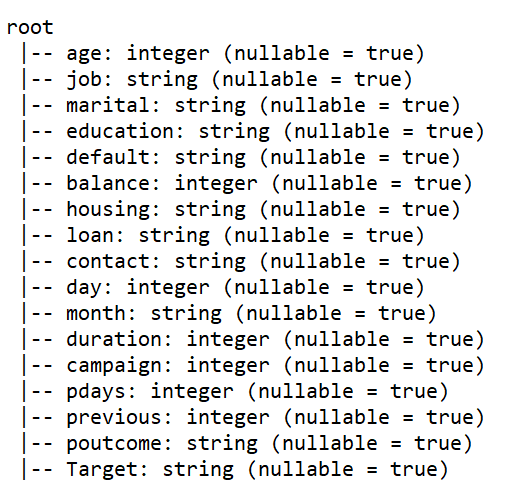 root
 |-- age: integer (nullable = true)
 |-- job: string (nullable = true)
 |-- marital: string (nullable = true)
 |-- education: string (nullable = true)
 |-- default: string (nullable = true)
 |-- balance: integer (nullable = true)
 |-- housing: string (nullable = true)
 |-- loan: string (nullable = true)
 |-- contact: string (nullable = true)
 |-- day: integer (nullable = true)
 |-- month: string (nullable = true)
 |-- duration: integer (nullable = true)
 |-- campaign: integer (nullable = true)
 |-- pdays: integer (nullable = true)
 |-- previous: integer (nullable = true)
 |-- poutcome: string (nullable = true)
 |-- Target: string (nullable = true)